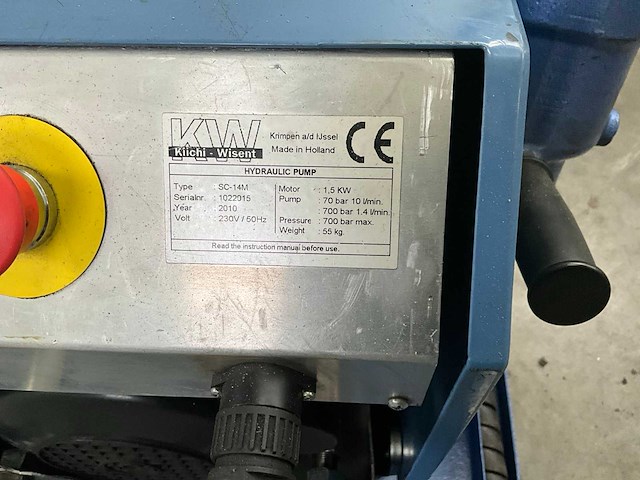 KW
Kiichi - Wisent
Krimpen a/d IJssel
Made in Holland
CE
HYDRAULIC PUMP
Type : SC-14M
Serialnr. : 1022015
Year : 2010
Volt : 230V / 50Hz
Motor : 1,5 KW
Pump : 70 bar 10 l/min.
: 700 bar 1.4 l/min.
Pressure : 700 bar max.
Weight : 55 kg.
Read the instruction manual before use.